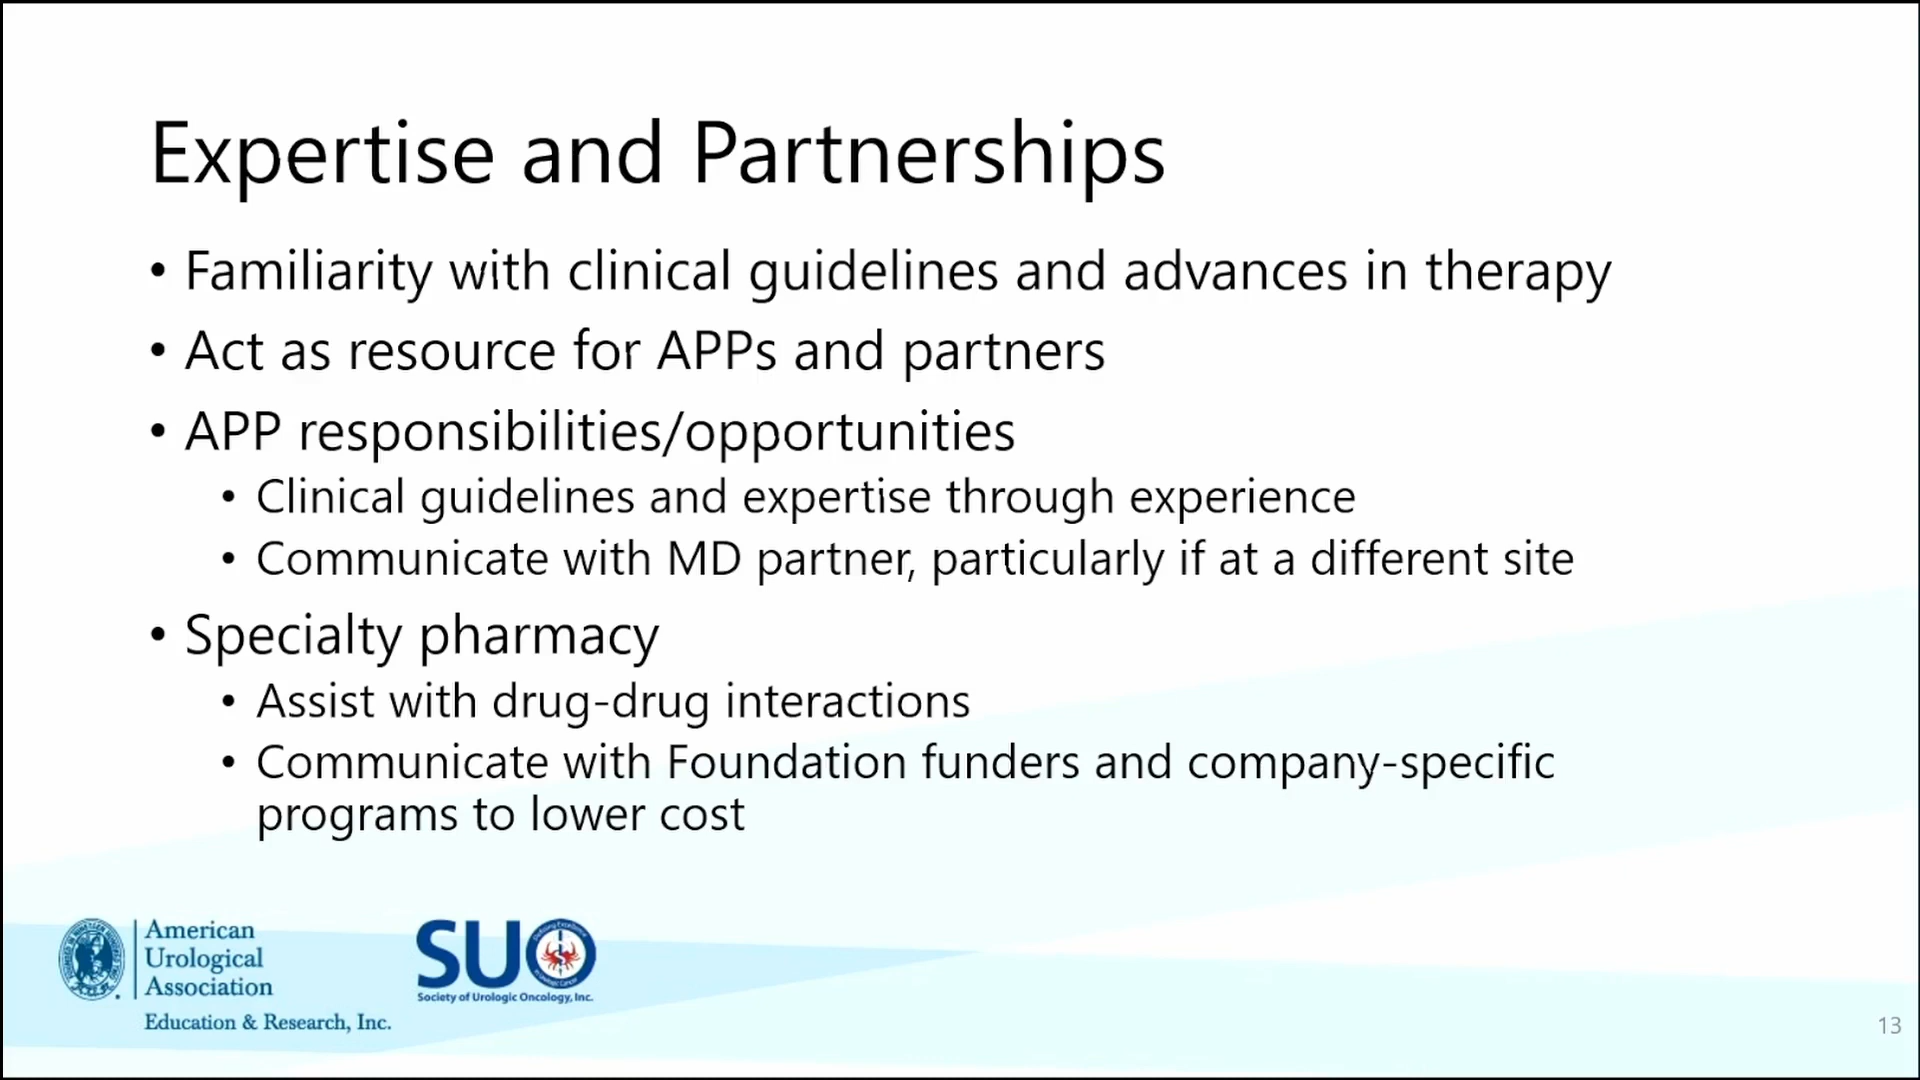 Expertise and Partnerships
• Familiarity with clinical guidelines and advances in therapy
• Act as resource for APPs and partners
• APP responsibilities/opportunities
• Clinical guidelines and expertise through experience
• Communicate with MD partner, particularly if at a different site
• Specialty pharmacy
• Assist with drug-drug interactions
• Communicate with Foundation funders and company-specific
programs to lower cost
American
Urological
Association
Education & Research, Inc.
SUO
Society of Urologic Oncology, Inc.
13